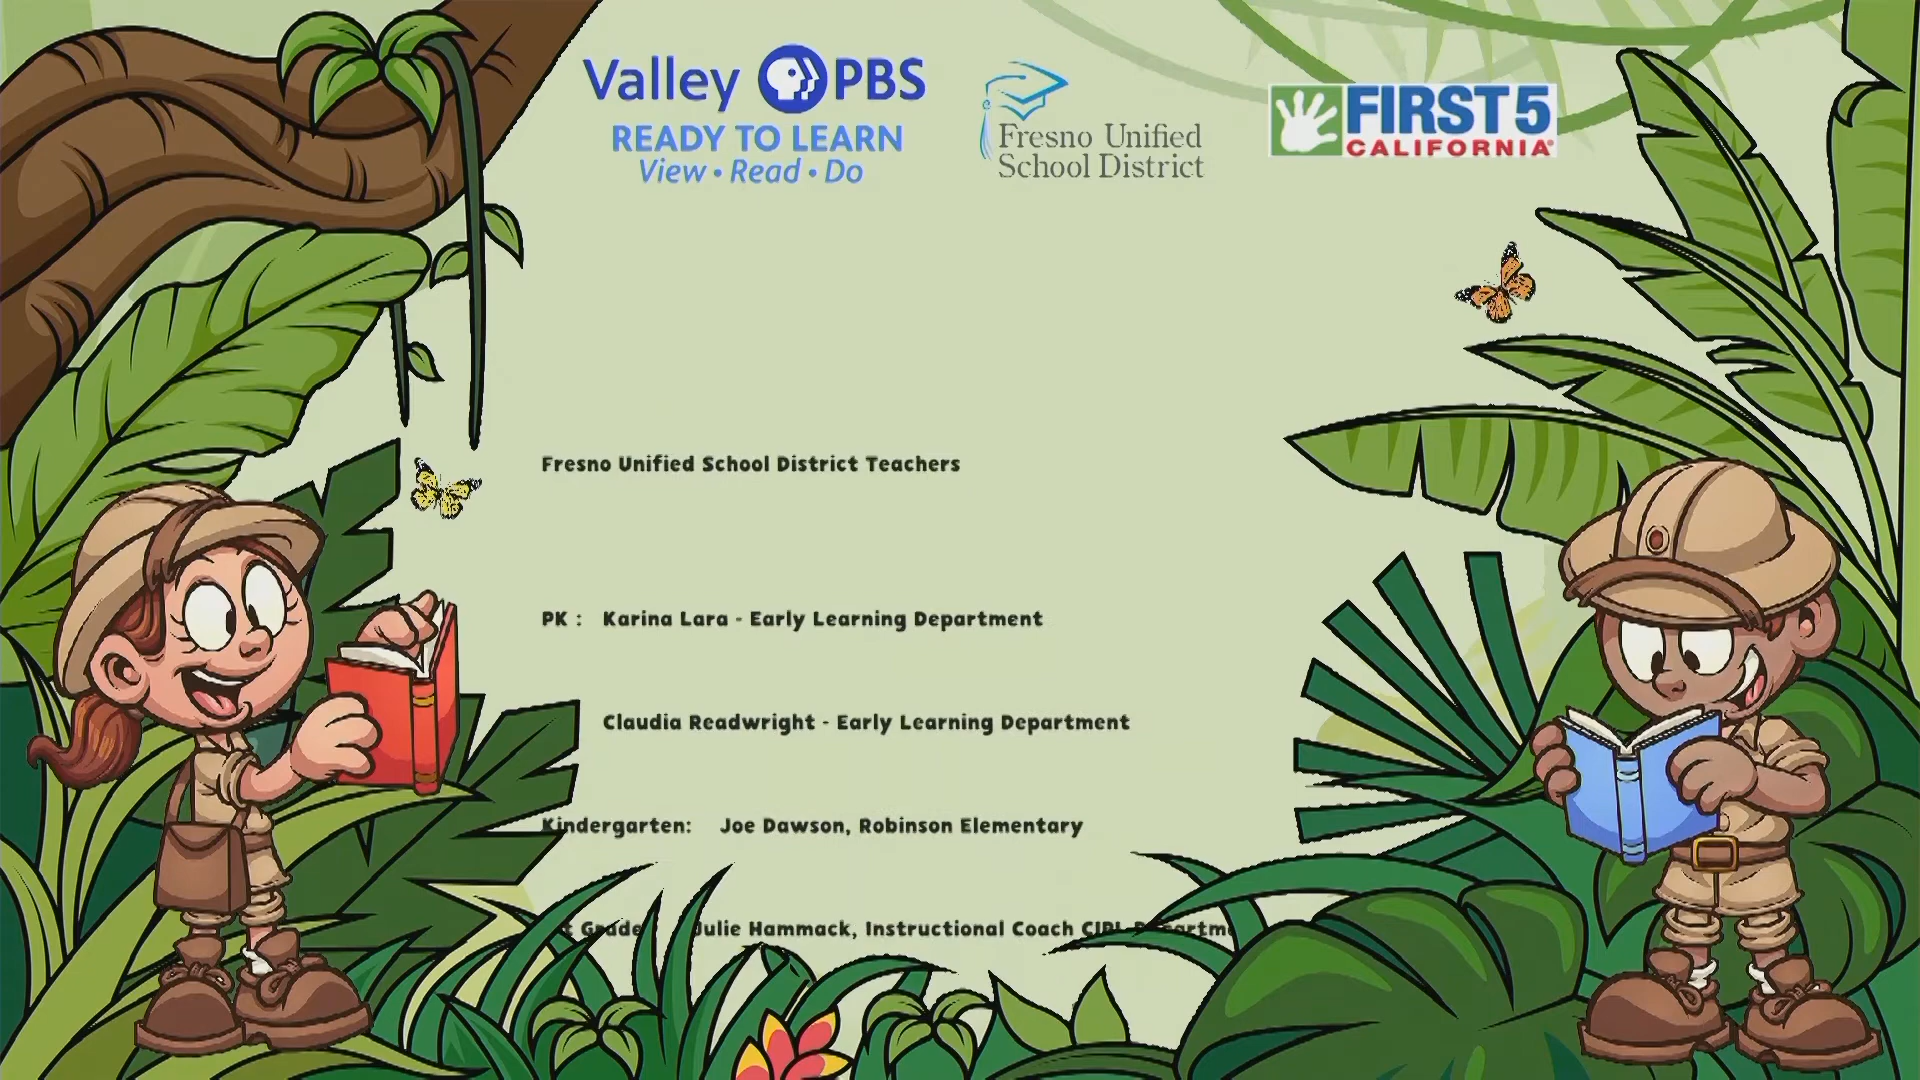 Valley PBS
READY TO LEARN
View • Read • Do
Fresno Unified
School District
FIRST 5
CALIFORNIA
Fresno Unified School District Teachers
PK : Karina Lara - Early Learning Department
Claudia Readwright - Early Learning Department
Kindergarten: Joe Dawson, Robinson Elementary
Grade Julie Hammack, Instructional Coach